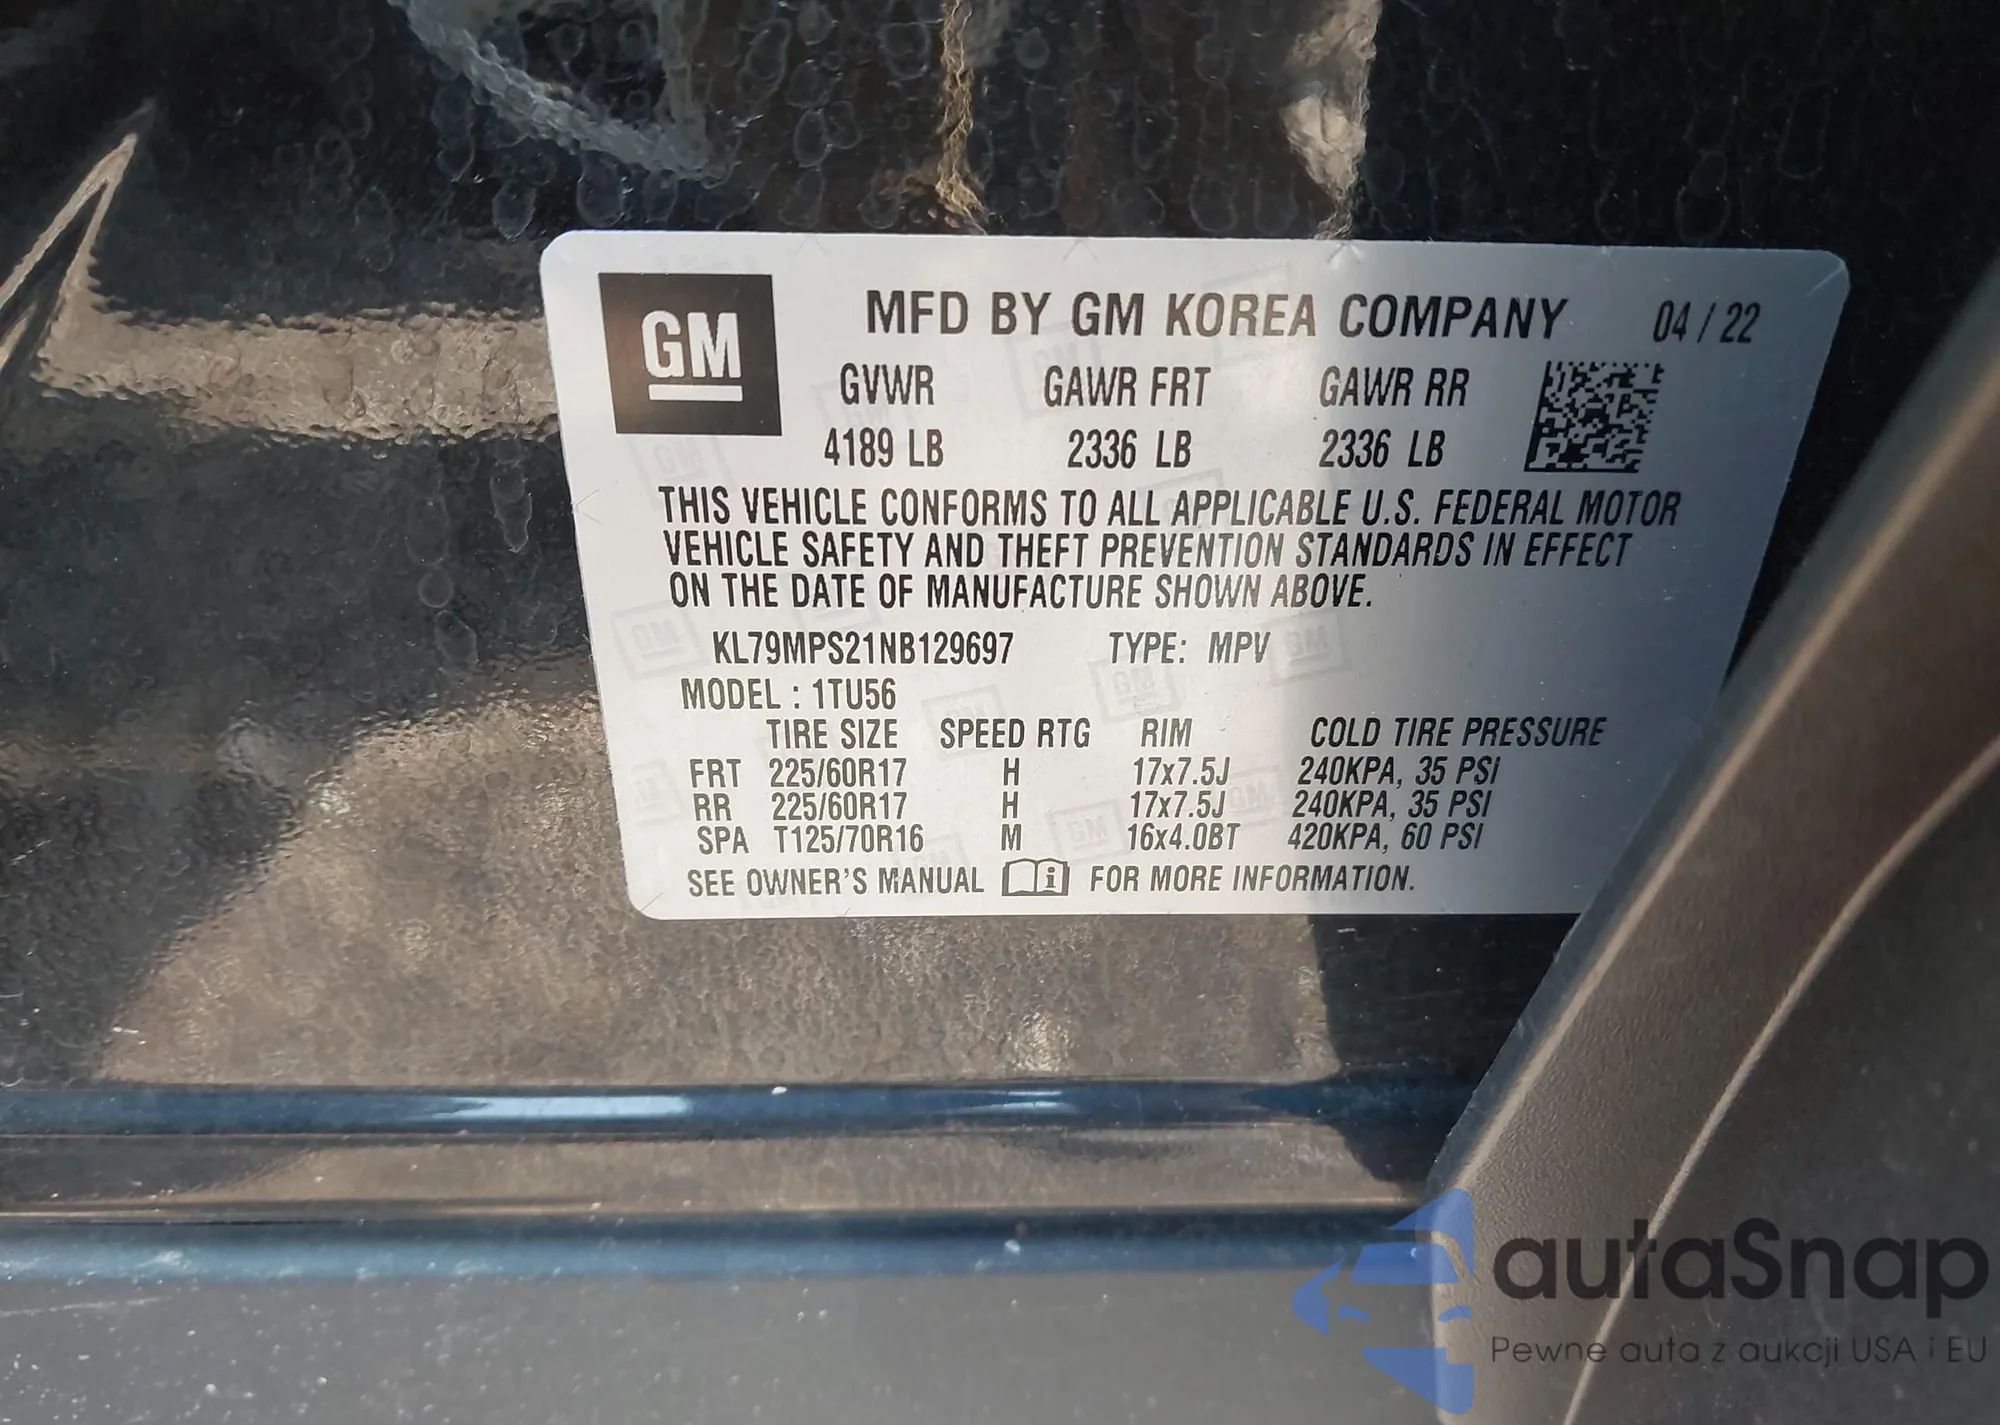 GM
MFD BY GM KOREA COMPANY 04 / 22
GVWR GAWR FRT GAWR RR
4189 LB 2336 LB 2336 LB
THIS VEHICLE CONFORMS TO ALL APPLICABLE U.S. FEDERAL MOTOR
VEHICLE SAFETY AND THEFT PREVENTION STANDARDS IN EFFECT
ON THE DATE OF MANUFACTURE SHOWN ABOVE.
KL79MPS21NB129697 TYPE: MPV
MODEL : 1TU56
TIRE SIZE SPEED RTG RIM COLD TIRE PRESSURE
FRT 225/60R17 H 17x7.5J 240KPA, 35 PSI
RR 225/60R17 H 17x7.5J 240KPA, 35 PSI
SPA T125/70R16 M 16x4.0BT 420KPA, 60 PSI
SEE OWNER'S MANUAL i FOR MORE INFORMATION.
autaSnap
Pewne auta z aukcji USA i EU